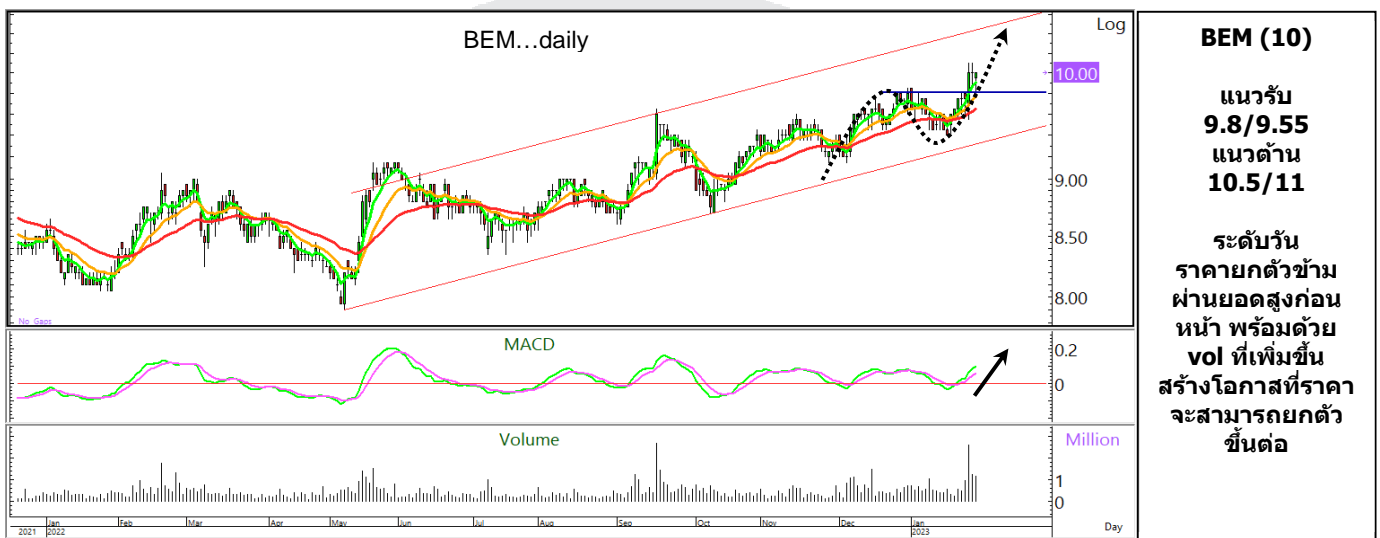 BEM...daily
Log
10.00
9.00
8.50
8.00
No Gaps
MACD
0.2
0
Volume
Million
1
0
Jan Feb Mar Apr May Jun Jul Aug Sep Oct Nov Dec Jan
2021 2022 2023
Day
BEM (10)
แนวรับ
9.8/9.55
แนวต้าน
10.5/11
ระดับวัน
ราคายกตัวข้าม
ผ่านยอดสูงก่อน
หน้า พร้อมด้วย
vol ที่เพิ่มขึ้น
สร้างโอกาสที่ราคา
จะสามารถยกตัว
ขึ้นต่อ